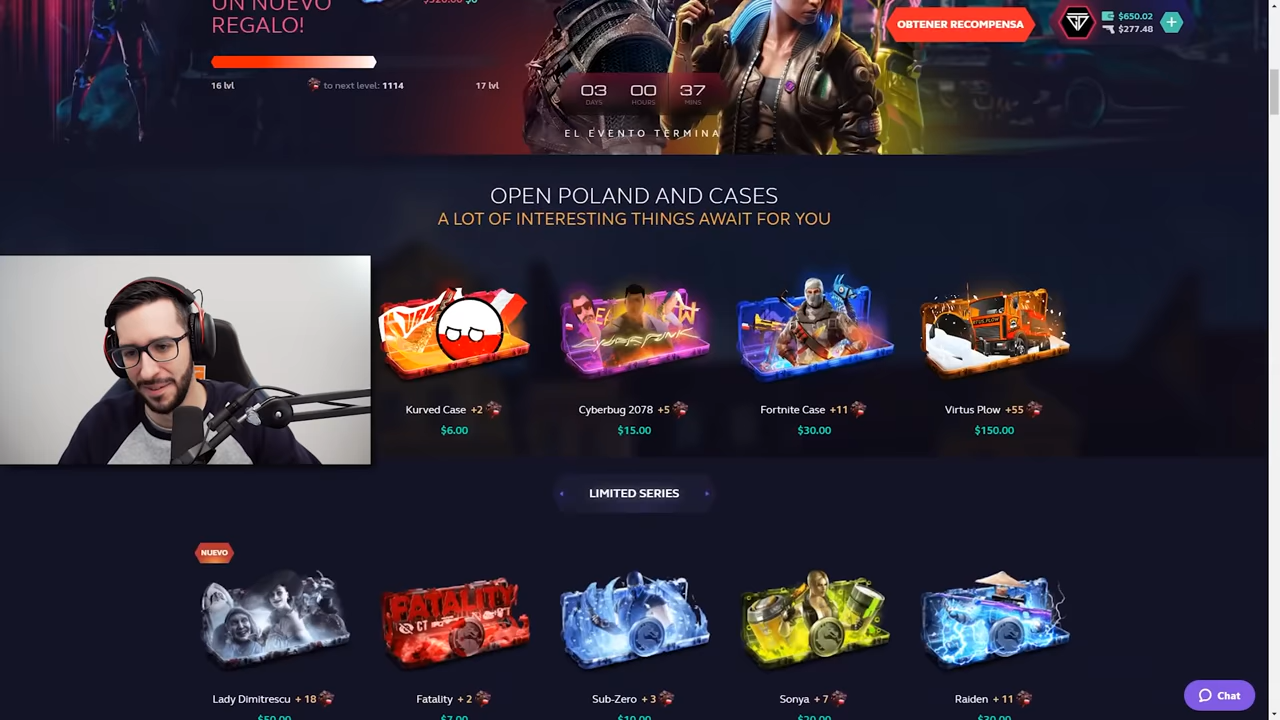 UN NUEVO
REGALO!
OBTENER RECOMPENSA
$650.02
$277.48
16 lvl
to next level: 1114
17 lvl
03
00
37
DAYS
HOURS
MINS
EL EVENTO TERMINA
OPEN POLAND AND CASES
A LOT OF INTERESTING THINGS AWAIT FOR YOU
Kurved Case +2
Cyberbug 2078 +5
Fortnite Case +11
Virtus Plow +55
$6.00
$15.00
$30.00
$150.00
LIMITED SERIES
NUEVO
FATALITY
Lady Dimitrescu + 18
Fatality + 2
Sub-Zero + 3
Sonya + 7
Raiden + 11
Chat